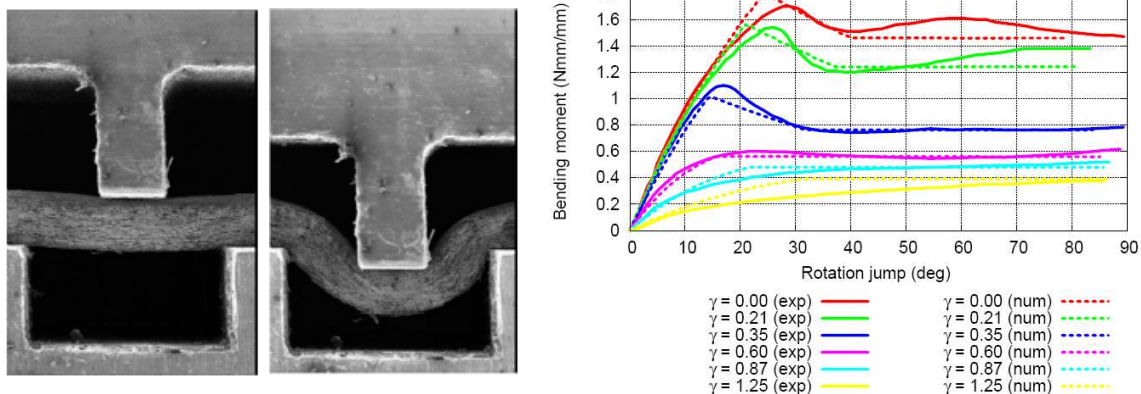 Bending moment (Nmm/mm)
1.6
1.4
1.2
1
0.8
0.6
0.4
0.2
0
0 10 20 30 40 50 60 70 80 90
Rotation jump (deg)
γ = 0.00 (exp) γ = 0.00 (num)
γ = 0.21 (exp) γ = 0.21 (num)
γ = 0.35 (exp) γ = 0.35 (num)
γ = 0.60 (exp) γ = 0.60 (num)
γ = 0.87 (exp) γ = 0.87 (num)
γ = 1.25 (exp) γ = 1.25 (num)